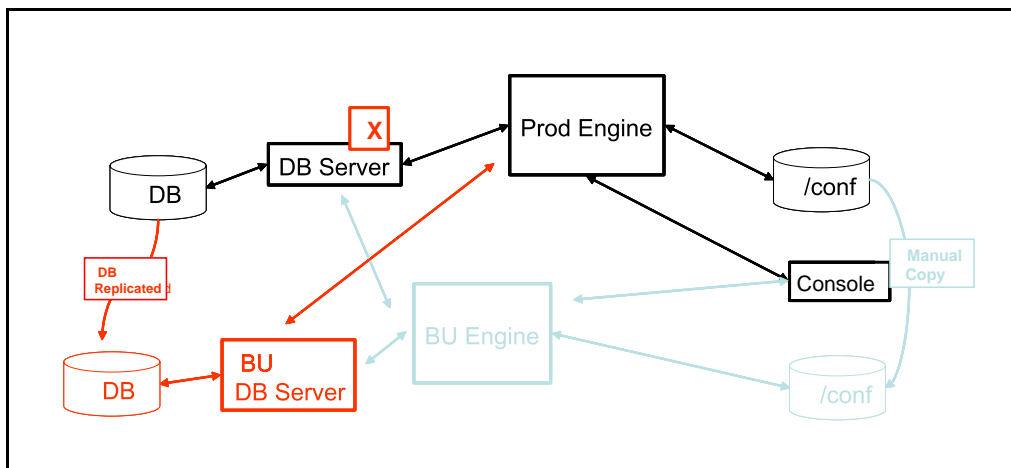 Prod Engine
X
DB Server
DB
/conf
DB
Replicated
Manual
Copy
Console
BU Engine
BU
DB Server
DB
/conf